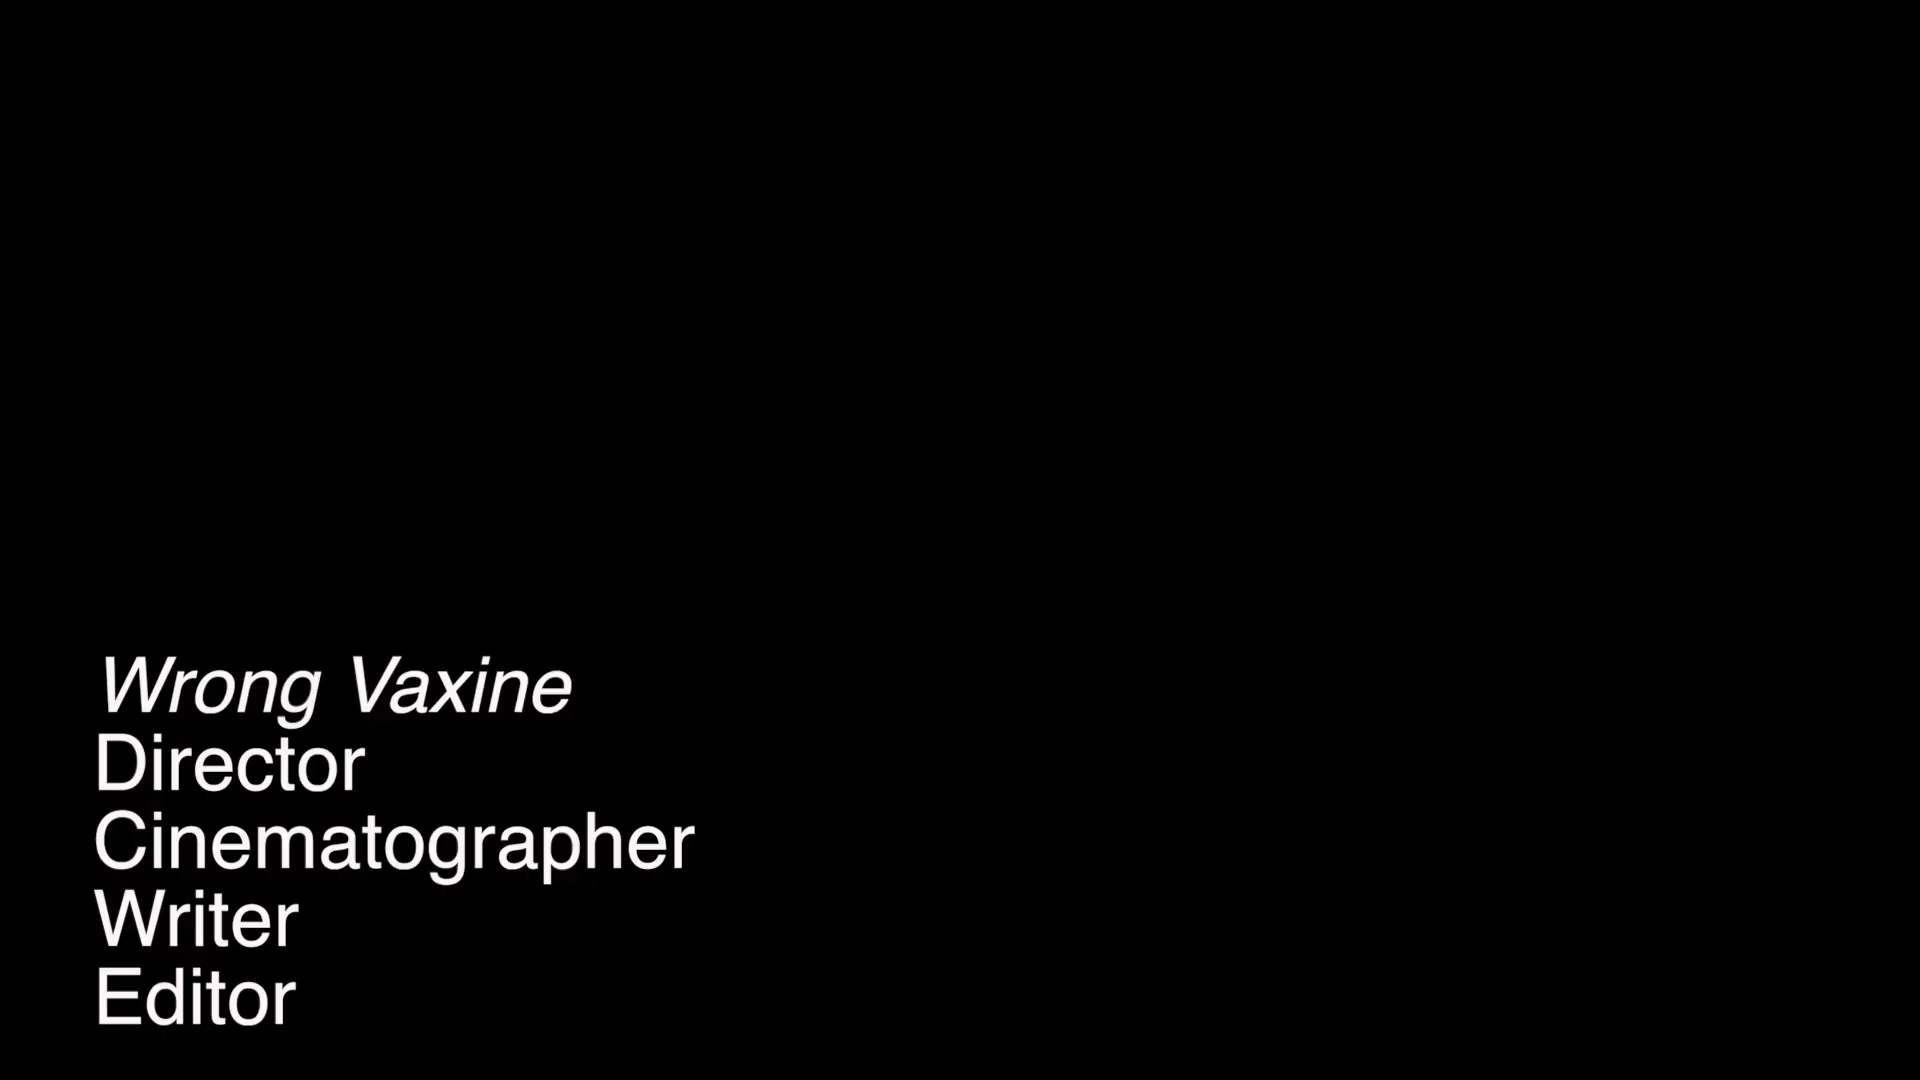 Wrong Vaxine
Director
Cinematographer
Writer
Editor